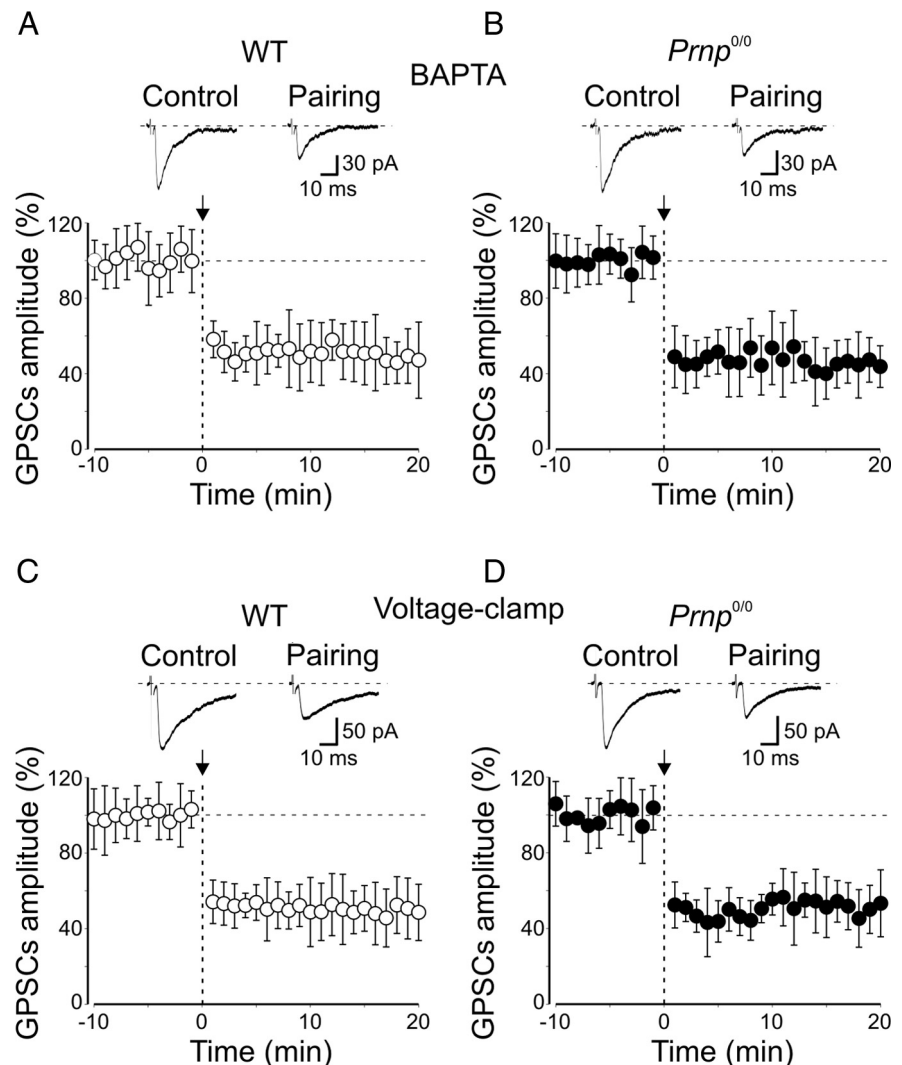 A
B
WT
Prnp0/0
BAPTA
Control Pairing
Control Pairing
30 pA
10 ms
30 pA
10 ms
GPSCs amplitude (%)
120
80
40
0
-10 0 10 20
Time (min)
GPSCs amplitude (%)
120
80
40
0
-10 0 10 20
Time (min)
C
D
WT
Prnp0/0
Voltage-clamp
Control Pairing
Control Pairing
50 pA
10 ms
50 pA
10 ms
GPSCs amplitude (%)
120
80
40
0
-10 0 10 20
Time (min)
GPSCs amplitude (%)
120
80
40
0
-10 0 10 20
Time (min)